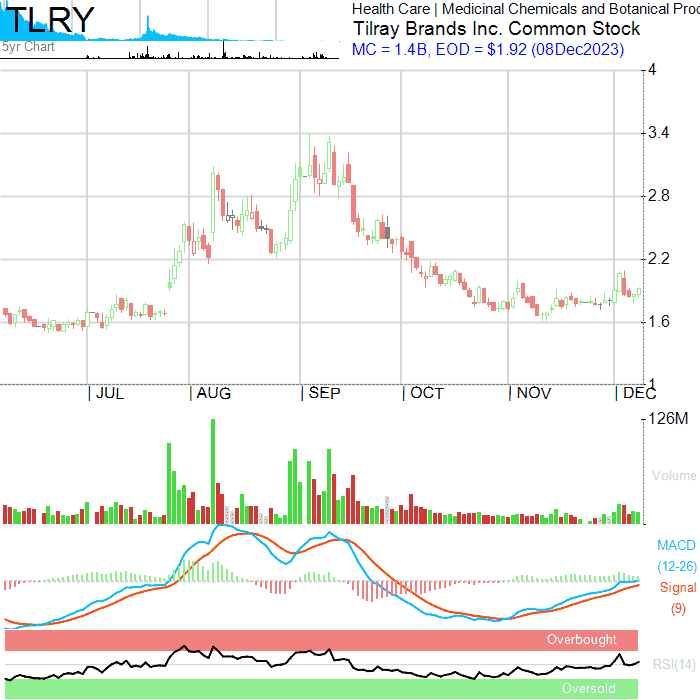 TLRY
5yr Chart
Health Care | Medicinal Chemicals and Botanical Proc
Tilray Brands Inc. Common Stock
MC = 1.4B, EOD = $1.92 (08Dec2023)
4
3.4
2.8
2.2
1.6
1
| JUL | AUG | SEP | OCT | NOV | DEC
126M
Volume
MACD
(12-26)
Signal
(9)
Overbought
RSI(14)
Oversold